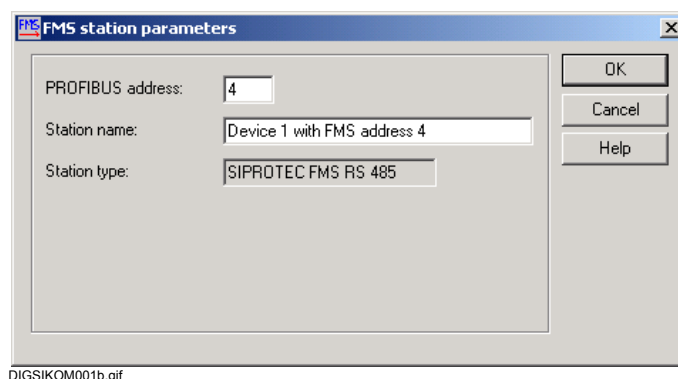 FMS FMS station parameters
PROFIBUS address: 4
Station name: Device 1 with FMS address 4
Station type: SIPROTEC FMS RS 485
OK
Cancel
Help
DIGSIKOM001b.gif